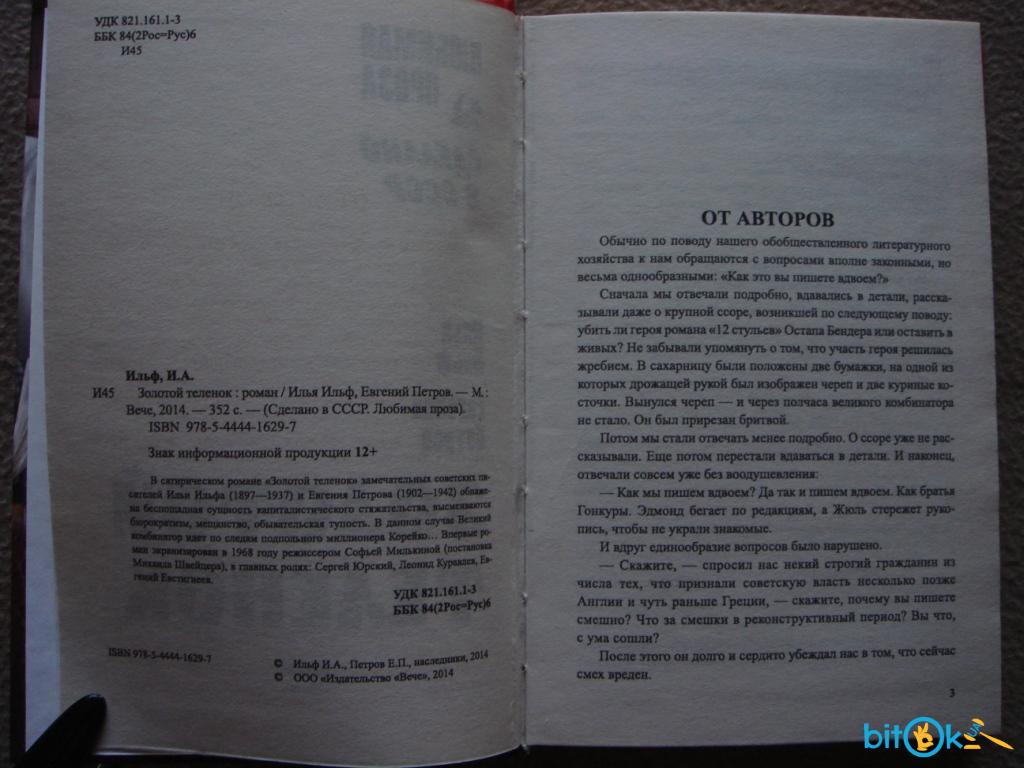 УДК 821.161.1-3
ББК 84(2Рос=Рус)6
И45
Ильф, И.А.
И45 Золотой теленок : роман / Илья Ильф, Евгений Петров. — М. :
Вече, 2014. — 352 с. — (Сделано в СССР. Любимая проза).
ISBN 978-5-4444-1629-7
Знак информационной продукции 12+
В сатирическом романе «Золотой теленок» замечательных советских пи-
сателей Ильи Ильфа (1897—1937) и Евгения Петрова (1902—1942) обнаже-
на беспощадная сущность капиталистического стяжательства, высмеиваются
бюрократизм, мещанство, обывательская тупость. В данном случае Великий
комбинатор идет по следам подпольного миллионера Корейко... Впервые ро-
ман экранизирован в 1968 году режиссером Софьей Милькиной (постановка
Михаила Швейцера), в главных ролях: Сергей Юрский, Леонид Куравлев, Ев-
гений Евстигнеев.
УДК 821.161.1-3
ББК 84(2Рос=Рус)6
ISBN 978-5-4444-1629-7
© Ильф И.А., Петров Е.П., наследники, 2014
© ООО «Издательство «Вече», 2014
ОТ АВТОРОВ
Обычно по поводу нашего обобществленного литературного
хозяйства к нам обращаются с вопросами вполне законными, но
весьма однообразными: «Как это вы пишете вдвоем?»
Сначала мы отвечали подробно, вдавались в детали, расска-
зывали даже о крупной ссоре, возникшей по следующему поводу:
убить ли героя романа «12 стульев» Остапа Бендера или оставить в
живых? Не забывали упомянуть о том, что участь героя решилась
жребием. В сахарницу были положены две бумажки, на одной из
которых дрожащей рукой был изображен череп и две куриные ко-
сточки. Вынулся череп — и через полчаса великого комбинатора
не стало. Он был прирезан бритвой.
Потом мы стали отвечать менее подробно. О ссоре уже не рас-
сказывали. Еще потом перестали вдаваться в детали. И наконец,
отвечали совсем уже без воодушевления:
— Как мы пишем вдвоем? Да так и пишем вдвоем. Как братья
Гонкуры. Эдмонд бегает по редакциям, а Жюль стережет руко-
пись, чтобы не украли знакомые.
И вдруг единообразие вопросов было нарушено.
— Скажите, — спросил нас некий строгий гражданин из
числа тех, что признали советскую власть несколько позже
Англии и чуть раньше Греции, — скажите, почему вы пишете
смешно? Что за смешки в реконструктивный период? Вы что,
с ума сошли?
После этого он долго и сердито убеждал нас в том, что сейчас
смех вреден.
3
bitOk
UA